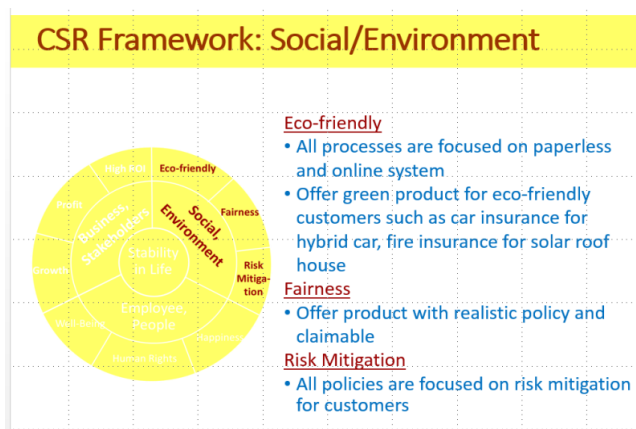 CSR Framework: Social/Environment
Eco-friendly
• All processes are focused on paperless
and online system
• Offer green product for eco-friendly
customers such as car insurance for
hybrid car, fire insurance for solar roof
house
Fairness
• Offer product with realistic policy and
claimable
Risk Mitigation
• All policies are focused on risk mitigation
for customers
High ROI
Eco-friendly
Profit
Business,
Stakeholders
Social,
Environment
Fairness
Growth
Stability
in Life
Risk
Mitiga-
tion
Well-Being
Employee,
People
Happiness
Human Rights